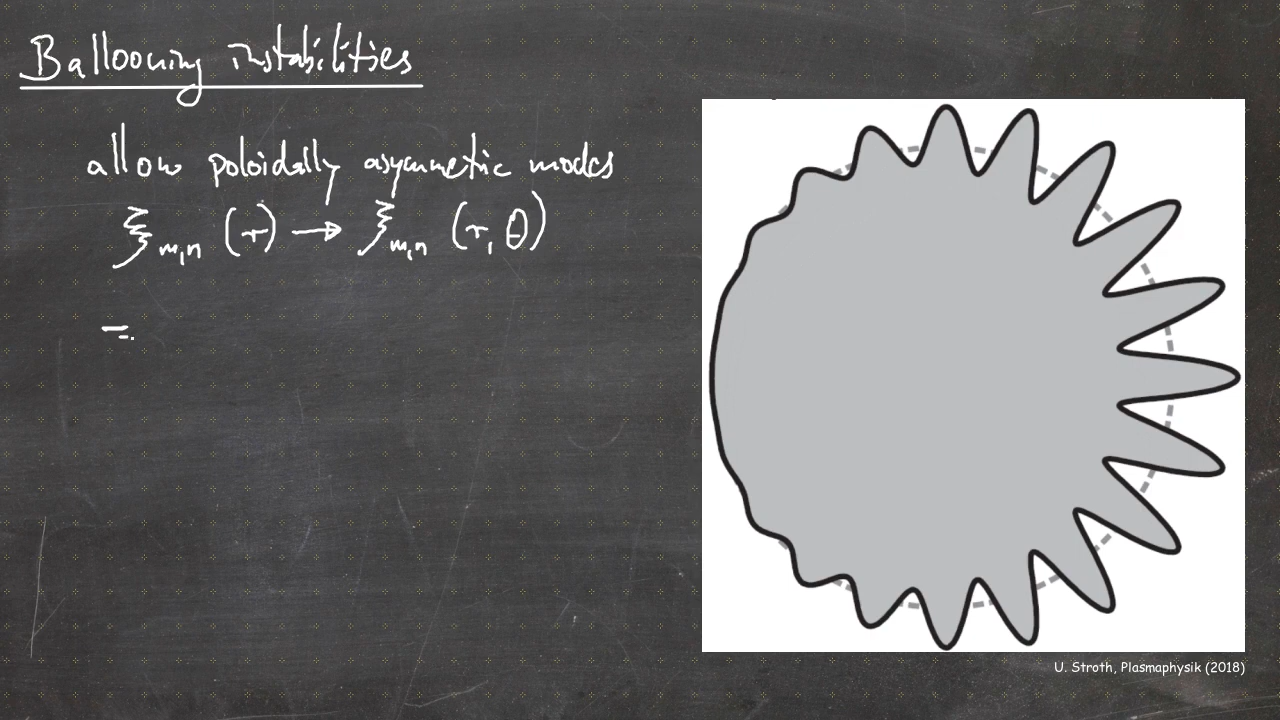 Ballooning instabilities
allow poloidally asymmetric modes
ξm,n (r) → ξm,n (r, θ)
U. Stroth, Plasmaphysik (2018)